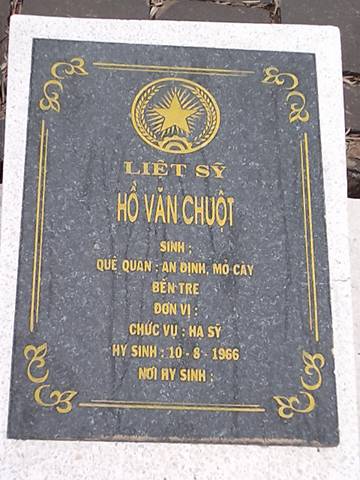 LIỆT SỸ
HỒ VĂN CHUỘT
SINH :
QUÊ QUÁN : AN ĐỊNH, MỎ CÀY
BẾN TRE
ĐƠN VỊ :
CHỨC VỤ : HẠ SỸ
HY SINH : 10 - 8 - 1966
NƠI HY SINH :